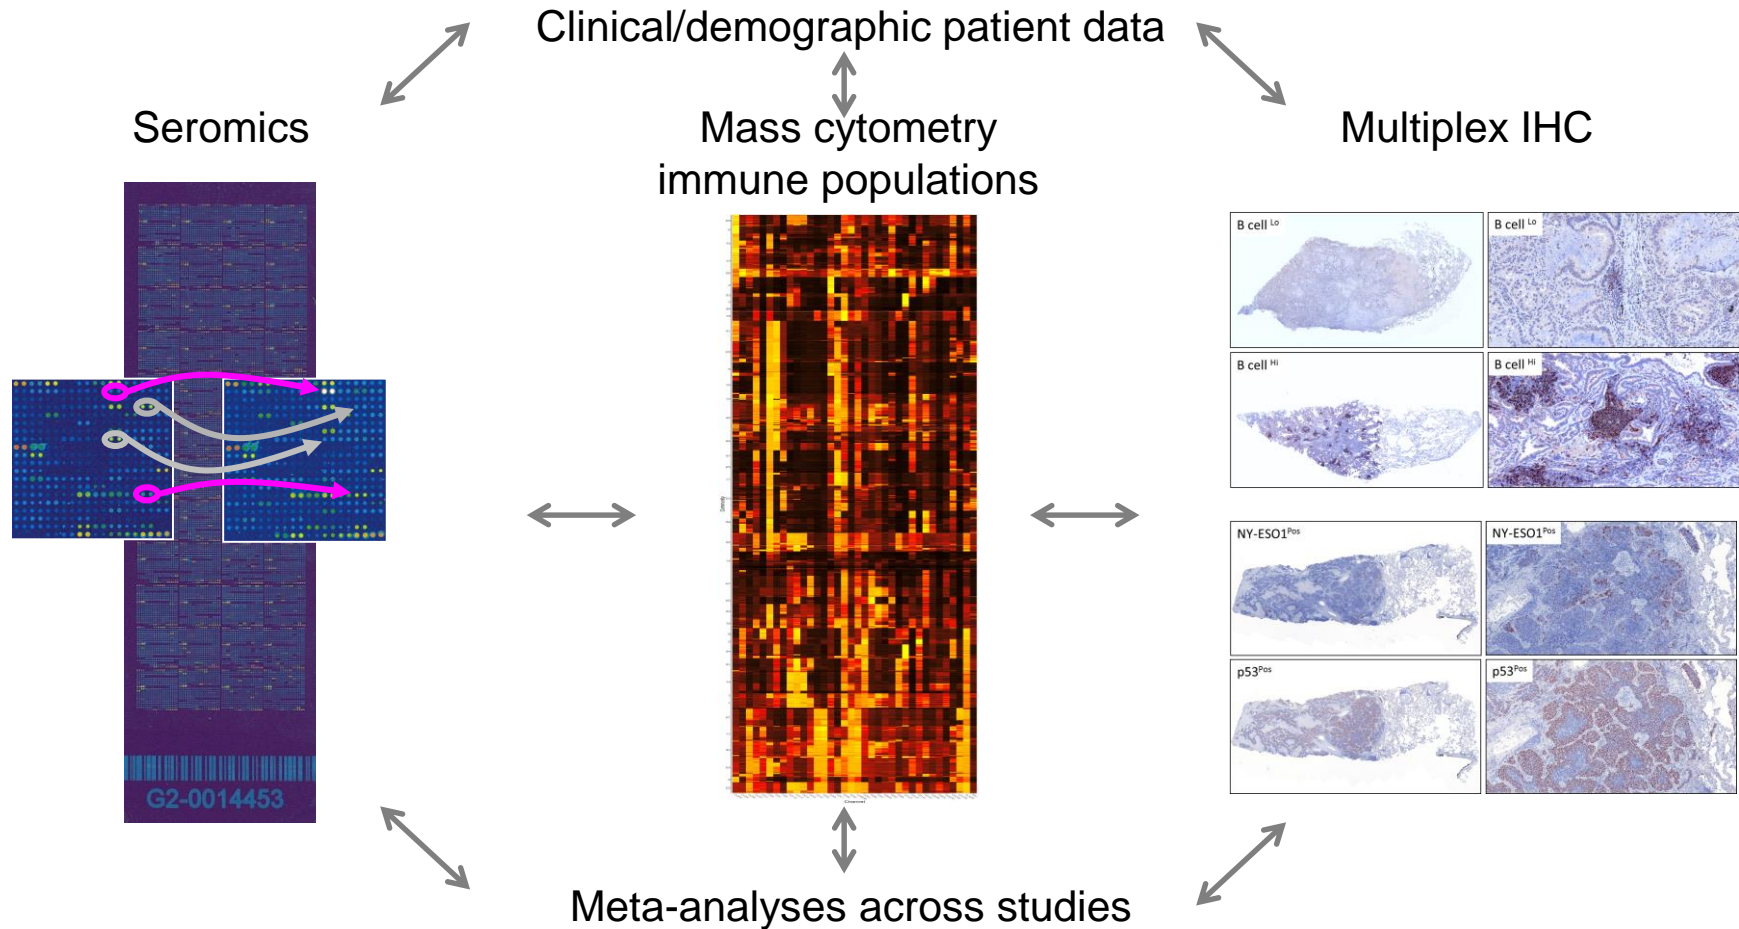 Clinical/demographic patient data
Seromics
Mass cytometry
immune populations
Multiplex IHC
B cell Lo
B cell Lo
B cell Hi
B cell Hi
NY-ESO1Pos
NY-ESO1Pos
p53Pos
p53Pos
G2-0014453
Channel
Meta-analyses across studies